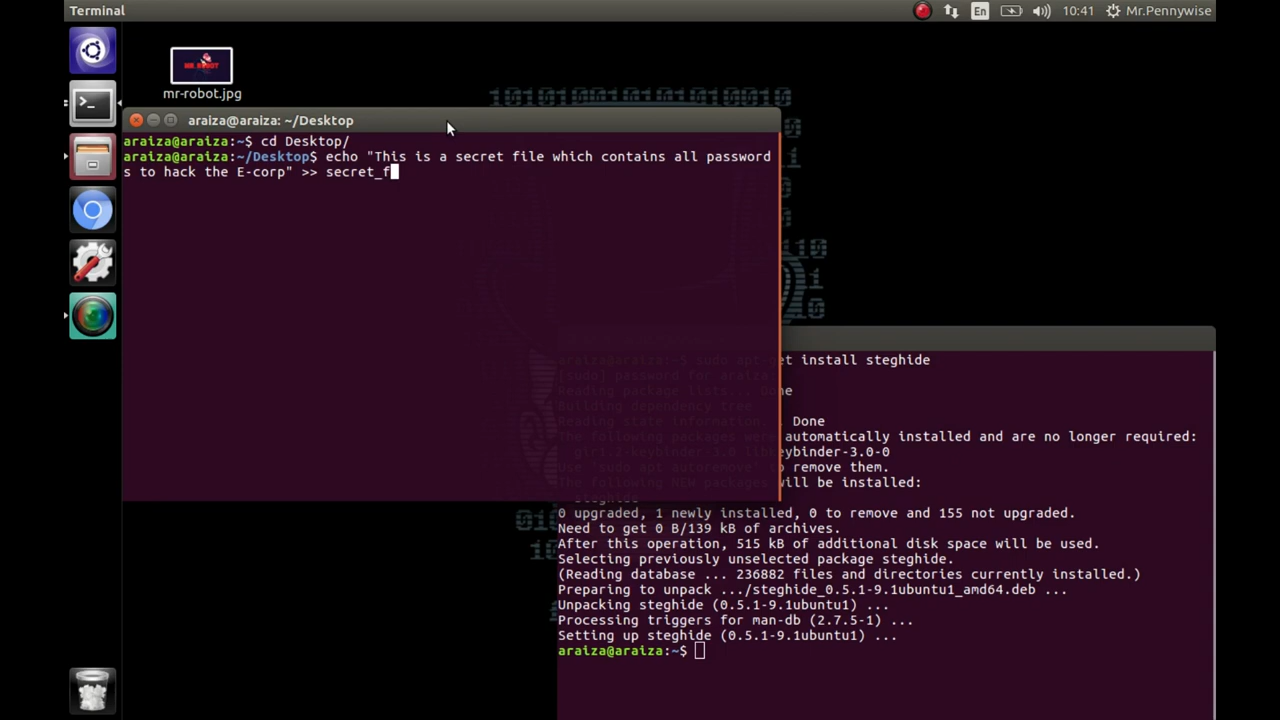 Terminal
En
10:41
Mr.Pennywise
MR ROBOT
mr-robot.jpg
10101001010101010010
araiza@araiza: ~/Desktop
araiza@araiza:~$ cd Desktop/
araiza@araiza:~/Desktop$ echo "This is a secret file which contains all password
s to hack the E-corp" >> secret_f
araiza@araiza:~$ sudo apt-get install steghide
[sudo] password for araiza
Reading package lists... Done
Building dependency tree
Reading state information... Done
The following packages were automatically installed and are no longer required:
gir1.2-keybinder-3.0 libkeybinder-3.0-0
Use 'sudo apt autoremove' to remove them.
The following NEW packages will be installed:
steghide
0 upgraded, 1 newly installed, 0 to remove and 155 not upgraded.
Need to get 0 B/139 kB of archives.
After this operation, 515 kB of additional disk space will be used.
Selecting previously unselected package steghide.
(Reading database ... 236882 files and directories currently installed.)
Preparing to unpack .../steghide_0.5.1-9.1ubuntu1_amd64.deb ...
Unpacking steghide (0.5.1-9.1ubuntu1) ...
Processing triggers for man-db (2.7.5-1) ...
Setting up steghide (0.5.1-9.1ubuntu1) ...
araiza@araiza:~$